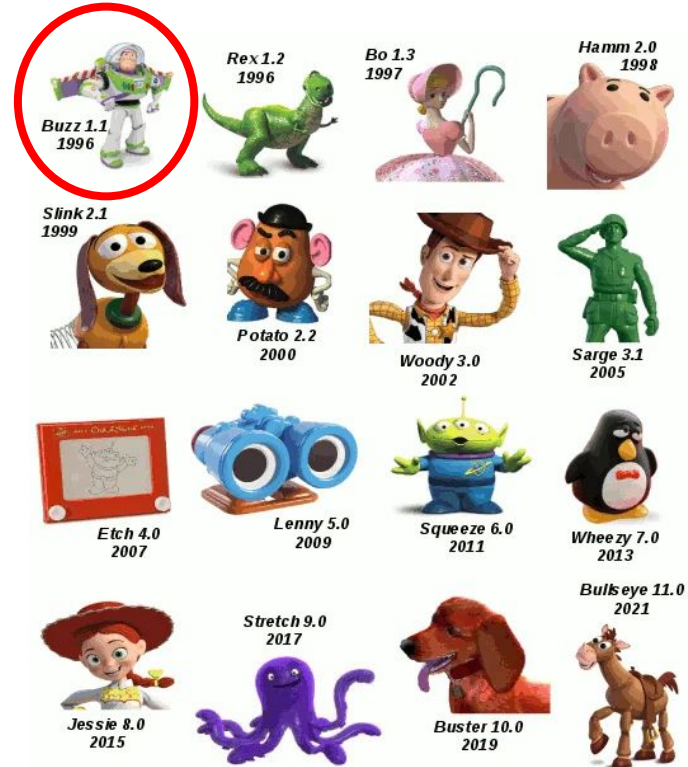 Buzz 1.1
1996
Rex 1.2
1996
Bo 1.3
1997
Hamm 2.0
1998
Slink 2.1
1999
Potato 2.2
2000
Woody 3.0
2002
Sarge 3.1
2005
Etch 4.0
2007
Lenny 5.0
2009
Squeeze 6.0
2011
Wheezy 7.0
2013
Jessie 8.0
2015
Stretch 9.0
2017
Buster 10.0
2019
Bullseye 11.0
2021